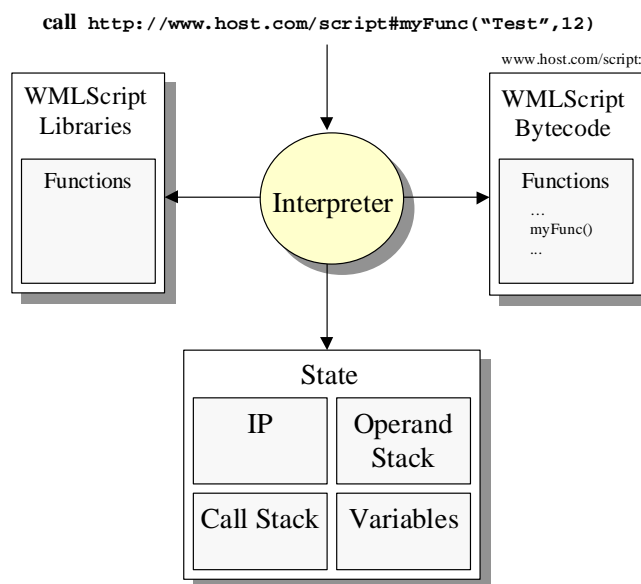 call http://www.host.com/script#myFunc(“Test”,12)
www.host.com/script:
WMLScript
Libraries
Functions
Interpreter
WMLScript
Bytecode
Functions
…
myFunc()
...
State
IP
Operand
Stack
Call Stack
Variables